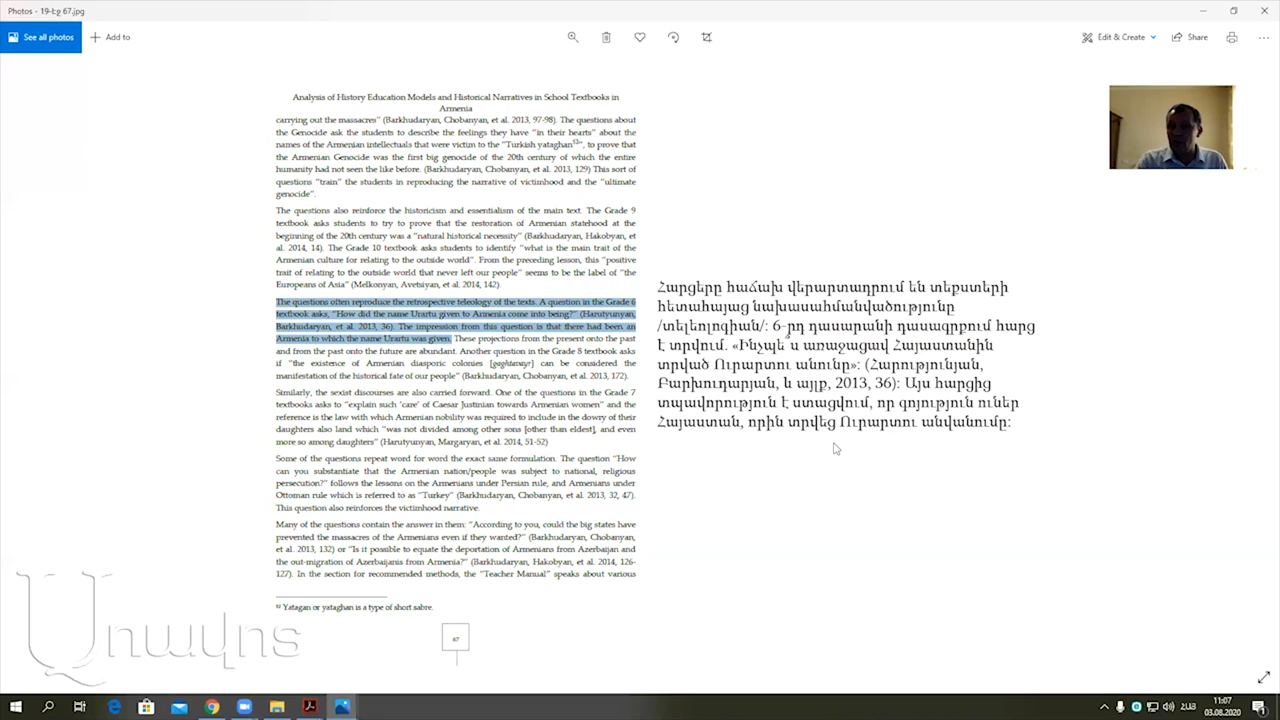 Photos - 19-էջ 67.jpg
See all photos
Add to
Edit & Create
Share
Analysis of History Education Models and Historical Narratives in School Textbooks in
Armenia
carrying out the massacres” (Barkhudaryan, Chobanyan, et al. 2013, 97-98). The questions about
the Genocide ask the students to describe the feelings they have “in their hearts” about the
names of the Armenian intellectuals that were victim to the “Turkish yataghan⁵²”, to prove that
the Armenian Genocide was the first big genocide of the 20th century of which the entire
humanity had not seen the like before. (Barkhudaryan, Chobanyan, et al. 2013, 129) This sort of
questions “train” the students in reproducing the narrative of victimhood and the “ultimate
genocide”.
The questions also reinforce the historicism and essentialism of the main text. The Grade 9
textbook asks students to try to prove that the restoration of Armenian statehood at the
beginning of the 20th century was a “natural historical necessity” (Barkhudaryan, Hakobyan, et
al. 2014, 14). The Grade 10 textbook asks students to identify “what is the main trait of the
Armenian culture for relating to the outside world”. From the preceding lesson, this “positive
trait of relating to the outside world that never left our people” seems to be the label of “the
Europeans of Asia” (Melkonyan, Avetsiyan, et al. 2014, 142).
The questions often reproduce the retrospective teleology of the texts. A question in the Grade 6
textbook asks, “How did the name Urartu given to Armenia come into being?” (Harutyunyan,
Barkhudaryan, et al. 2013, 36). The impression from this question is that there had been an
Armenia to which the name Urartu was given. These projections from the present onto the past
and from the past onto the future are abundant. Another question in the Grade 8 textbook asks
if “the existence of Armenian diasporic colonies [gaghtavayr] can be considered the
manifestation of the historical fate of our people” (Barkhudaryan, Chobanyan, et al. 2013, 172).
Similarly, the sexist discourses are also carried forward. One of the questions in the Grade 7
textbooks asks to “explain such ‘care’ of Caesar Justinian towards Armenian women” and the
reference is the law with which Armenian nobility was required to include in the dowry of their
daughters also land which “was not divided among other sons [other than eldest], and even
more so among daughters” (Harutyunyan, Margaryan, et al. 2014, 51-52)
Some of the questions repeat word for word the exact same formulation. The question “How
can you substantiate that the Armenian nation/people was subject to national, religious
persecution?” follows the lessons on the Armenians under Persian rule, and Armenians under
Ottoman rule which is referred to as “Turkey” (Barkhudaryan, Chobanyan, et al. 2013, 32, 47).
This question also reinforces the victimhood narrative.
Many of the questions contain the answer in them: “According to you, could the big states have
prevented the massacres of the Armenians even if they wanted?” (Barkhudaryan, Chobanyan,
et al. 2013, 132) or “Is it possible to equate the deportation of Armenians from Azerbaijan and
the out-migration of Azerbaijanis from Armenia?” (Barkhudaryan, Hakobyan, et al. 2014, 126-
127). In the section for recommended methods, the “Teacher Manual” speaks about various
⁵² Yatagan or yataghan is a type of short sabre.
67
Հարցերը հաճախ վերարտադրում են տեքստերի
հետահայաց նախասահմանվածությունը
/տելեոլոգիան/: 6-րդ դասարանի դասագրքում հարց
է տրվում. «Ինչպե՞ս առաջացավ Հայաստանին
տրված Ուրարտու անունը»: (Հարությունյան,
Բարխուդարյան, և այլք, 2013, 36): Այս հարցից
տպավորություն է ստացվում, որ գոյություն ուներ
Հայաստան, որին տրվեց Ուրարտու անվանումը:
Առավոտ
ՀԱՅ
11:07
03.08.2020